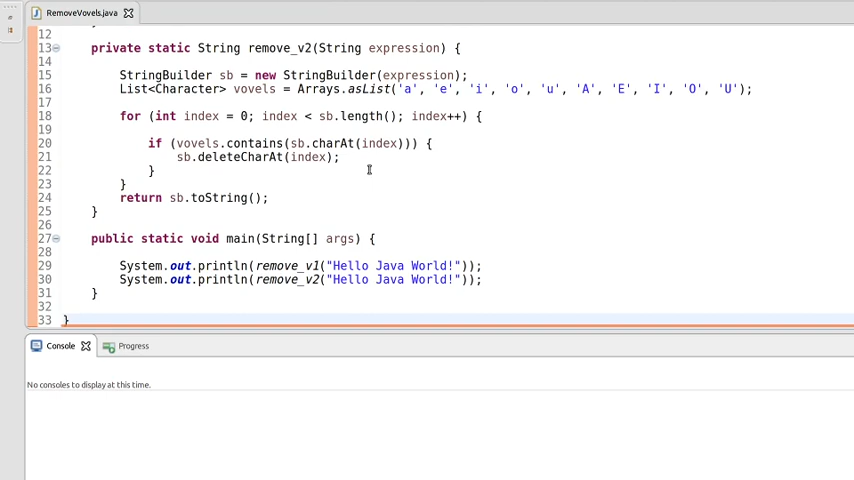 RemoveVovels.java
12
13 private static String remove_v2(String expression) {
14
15 StringBuilder sb = new StringBuilder(expression);
16 List<Character> vovels = Arrays.asList('a', 'e', 'i', 'o', 'u', 'A', 'E', 'I', 'O', 'U');
17
18 for (int index = 0; index < sb.length(); index++) {
19
20 if (vovels.contains(sb.charAt(index))) {
21 sb.deleteCharAt(index);
22 }
23 }
24 return sb.toString();
25 }
26
27 public static void main(String[] args) {
28
29 System.out.println(remove_v1("Hello Java World!"));
30 System.out.println(remove_v2("Hello Java World!"));
31 }
32
33 }
Console Progress
No consoles to display at this time.